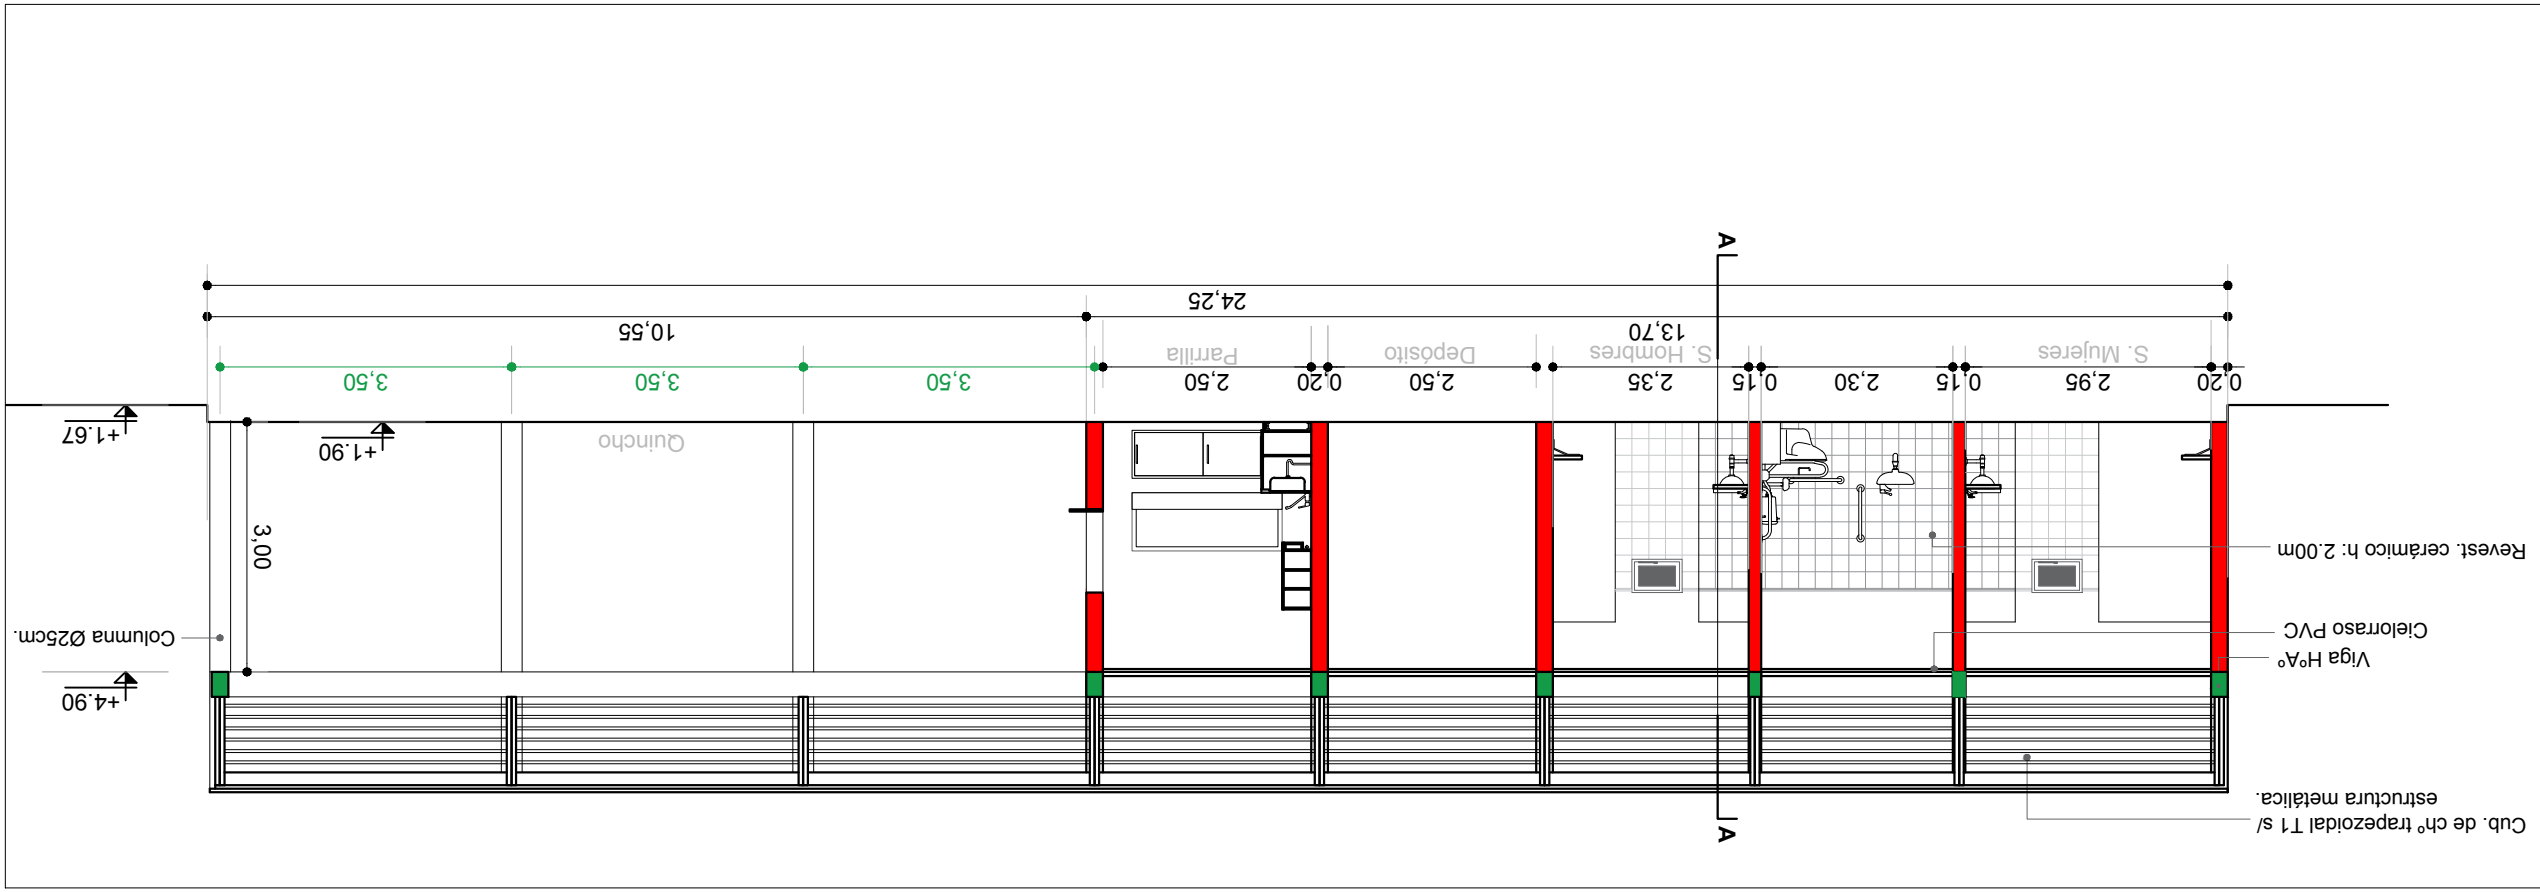 A
Cub. de chº trapezoidal T1 s/
estructura metálica.
+4.90
Viga HºAº
Cielorraso PVC
Columna Ø25cm.
Revest. cerámico h: 2.00m
3,00
Quincho
+1.90
+1.67
0,20 2,95 0,15 2,30 0,15 2,35 2,50 0,20 2,50 3,50 3,50 3,50
S. Mujeres S. Hombres Depósito Parrilla
13,70 10,55
24,25
A